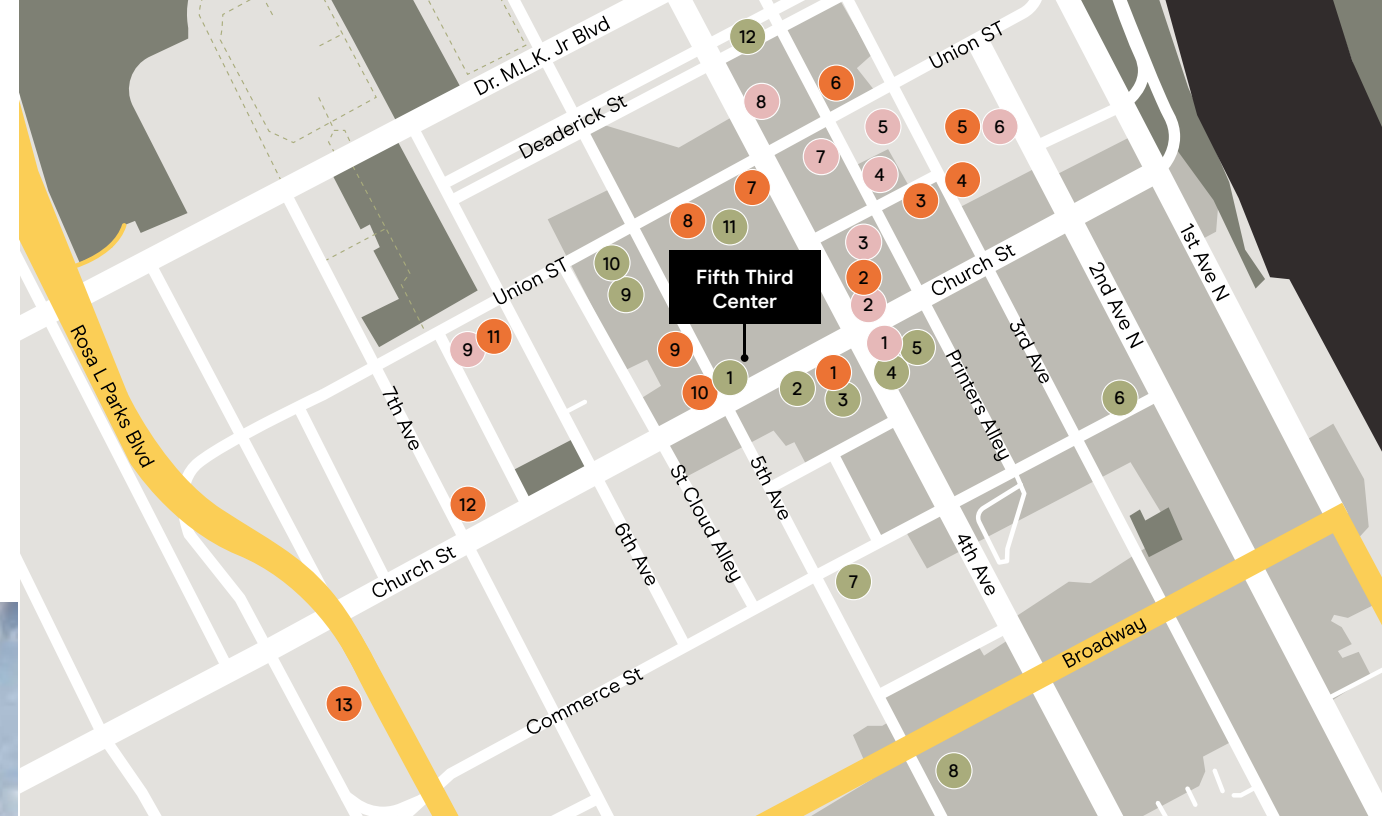 12
Dr. M.L.K. Jr Blvd
Union ST
6
8
Deaderick St
5
5
6
7
4
4
7
3
8
11
3
10
Union ST
Fifth Third
Center
Church St
2
1st Ave N
9
2
2nd Ave N
11
9
9
1
5
3rd Ave
Rosa L Parks Blvd
1
1
4
10
2
3
Printers Alley
6
7th Ave
12
St Cloud Alley
5th Ave
6th Ave
4th Ave
Church St
7
Broadway
13
Commerce St
8